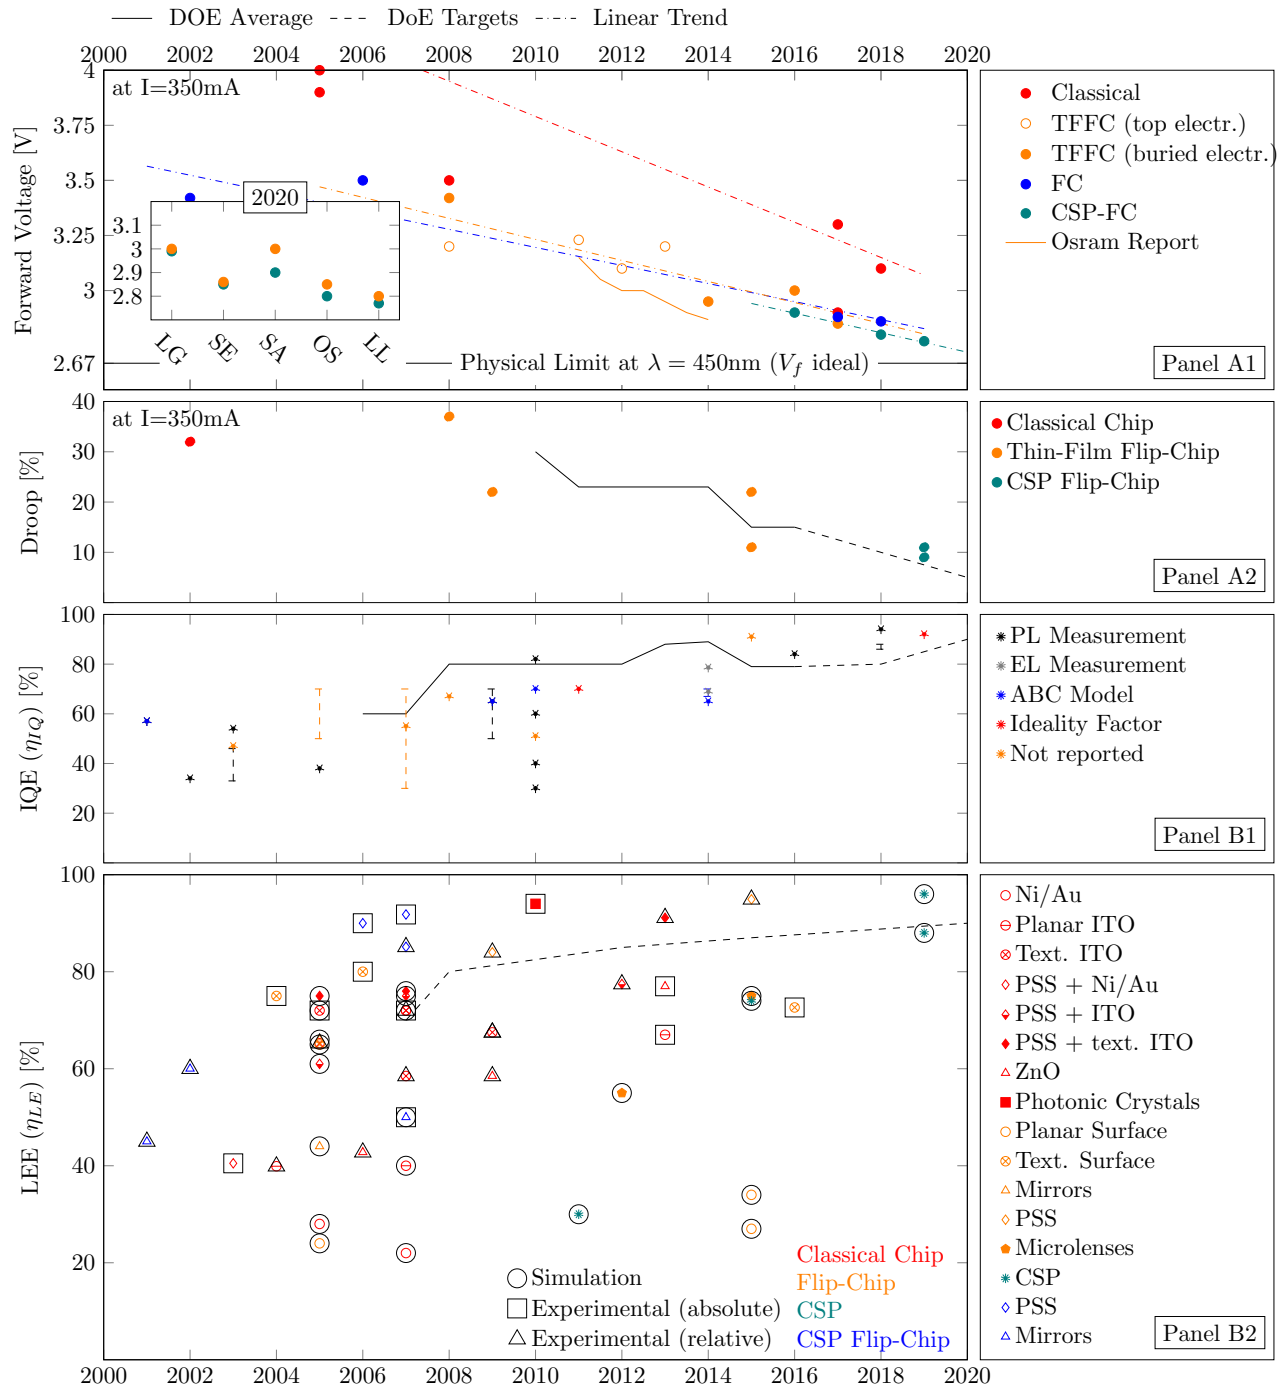 DOE Average DoE Targets Linear Trend
2000 2002 2004 2006 2008 2010 2012 2014 2016 2018 2020
Forward Voltage [V]
4
3.75
3.5
3.25
3
2.67
at I=350mA
2020
3.1
3
2.9
2.8
LG SE SA OS LL
Physical Limit at λ = 450nm (Vf ideal)
Classical
TFFC (top electr.)
TFFC (buried electr.)
FC
CSP-FC
Osram Report
Panel A1
Droop [%]
40
30
20
10
at I=350mA
Classical Chip
Thin-Film Flip-Chip
CSP Flip-Chip
Panel A2
IQE (ηIQ) [%]
100
80
60
40
20
PL Measurement
EL Measurement
ABC Model
Ideality Factor
Not reported
Panel B1
LEE (ηLE) [%]
100
80
60
40
20
Simulation
Experimental (absolute)
Experimental (relative)
Classical Chip
Flip-Chip
CSP
CSP Flip-Chip
Ni/Au
Planar ITO
Text. ITO
PSS + Ni/Au
PSS + ITO
PSS + text. ITO
ZnO
Photonic Crystals
Planar Surface
Text. Surface
Mirrors
PSS
Microlenses
CSP
PSS
Mirrors
Panel B2
2000 2002 2004 2006 2008 2010 2012 2014 2016 2018 2020